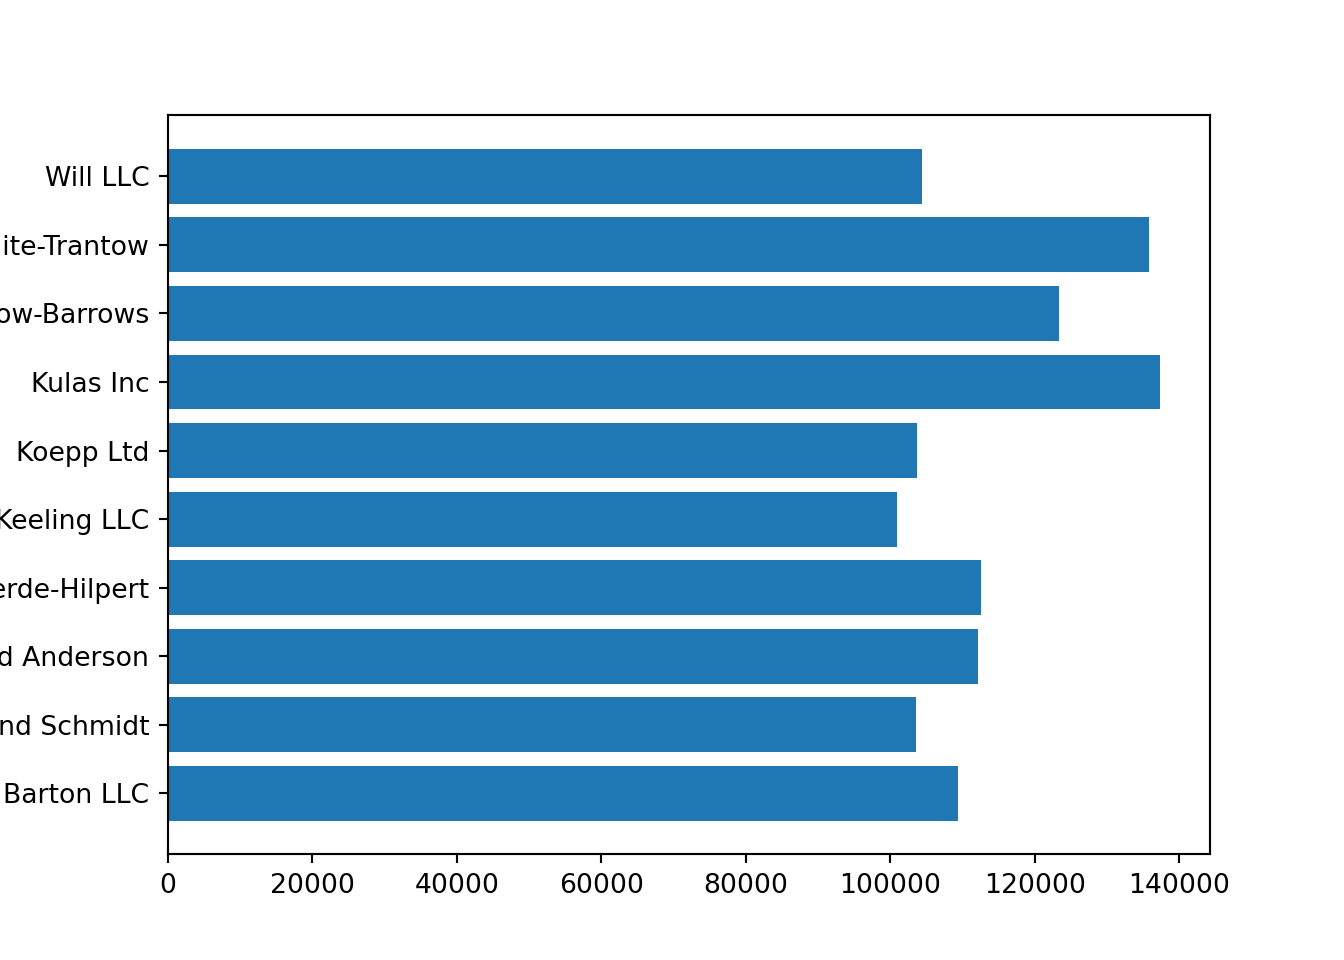 Will LLC
ite-Trantow
ow-Barrows
Kulas Inc
Koepp Ltd
Keeling LLC
erde-Hilpert
d Anderson
nd Schmidt
Barton LLC
0 20000 40000 60000 80000 100000 120000 140000